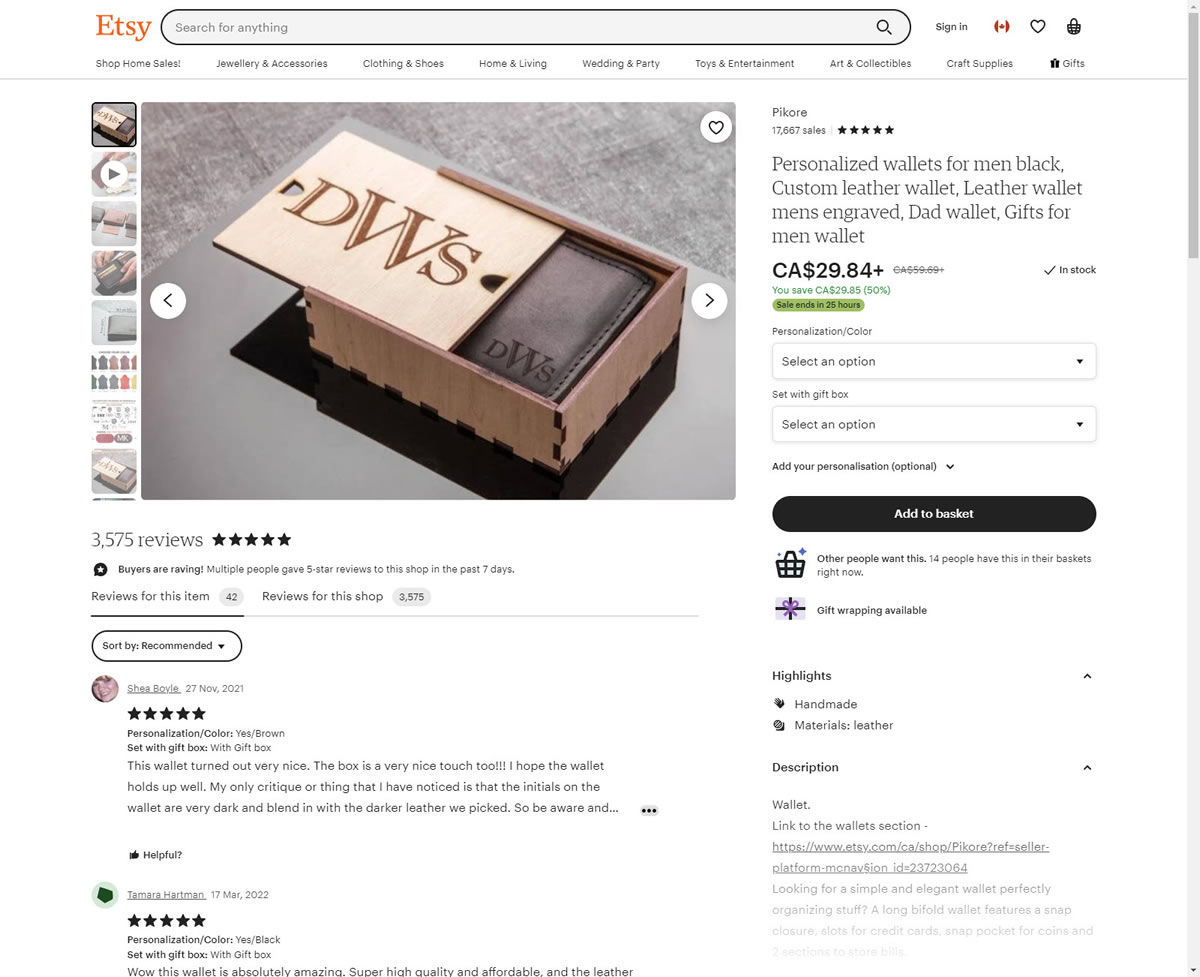 Etsy
Search for anything
Sign in
Shop Home Sales!
Jewellery & Accessories
Clothing & Shoes
Home & Living
Wedding & Party
Toys & Entertainment
Art & Collectibles
Craft Supplies
Gifts
DWS
DWS
MK
Pikore
17,667 sales
Personalized wallets for men black,
Custom leather wallet, Leather wallet
mens engraved, Dad wallet, Gifts for
men wallet
CA$29.84+ CA$59.69+
In stock
You save CA$29.85 (50%)
Sale ends in 25 hours
Personalization/Color
Select an option
Set with gift box
Select an option
Add your personalisation (optional)
Add to basket
Other people want this. 14 people have this in their baskets
right now.
Gift wrapping available
Highlights
Handmade
Materials: leather
Description
Wallet.
Link to the wallets section -
https://www.etsy.com/ca/shop/Pikore?ref=seller-
platform-mcnav§ion_id=23723064
Looking for a simple and elegant wallet perfectly
organizing stuff? A long bifold wallet features a snap
closure, slots for credit cards, snap pocket for coins and
2 sections to store bills.
3,575 reviews
Buyers are raving! Multiple people gave 5-star reviews to this shop in the past 7 days.
Reviews for this item 42
Reviews for this shop 3,575
Sort by: Recommended
Shea Boyle 27 Nov, 2021
Personalization/Color: Yes/Brown
Set with gift box: With Gift box
This wallet turned out very nice. The box is a very nice touch too!!! I hope the wallet
holds up well. My only critique or thing that I have noticed is that the initials on the
wallet are very dark and blend in with the darker leather we picked. So be aware and...
Helpful?
Tamara Hartman 17 Mar, 2022
Personalization/Color: Yes/Black
Set with gift box: With Gift box
Wow this wallet is absolutely amazing. Super high quality and affordable, and the leather